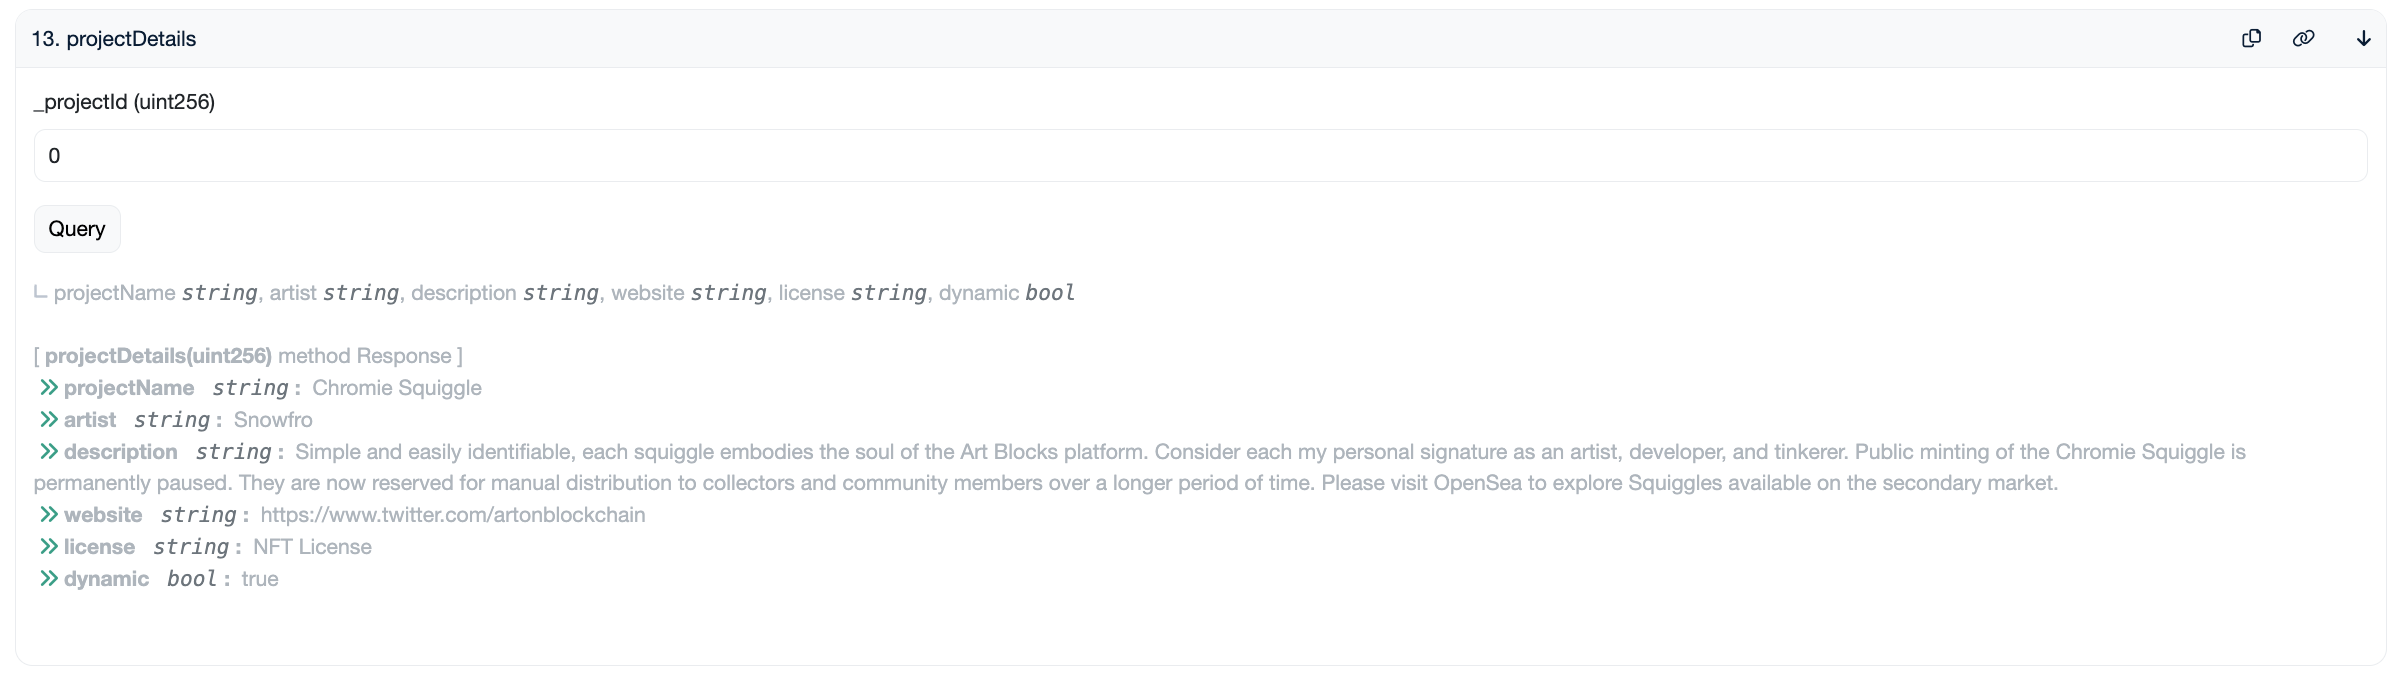 13. projectDetails
_projectId (uint256)
0
Query
projectName string, artist string, description string, website string, license string, dynamic bool
[ projectDetails(uint256) method Response ]
projectName string : Chromie Squiggle
artist string : Snowfro
description string : Simple and easily identifiable, each squiggle embodies the soul of the Art Blocks platform. Consider each my personal signature as an artist, developer, and tinkerer. Public minting of the Chromie Squiggle is
permanently paused. They are now reserved for manual distribution to collectors and community members over a longer period of time. Please visit OpenSea to explore Squiggles available on the secondary market.
website string : https://www.twitter.com/artonblockchain
license string : NFT License
dynamic bool : true